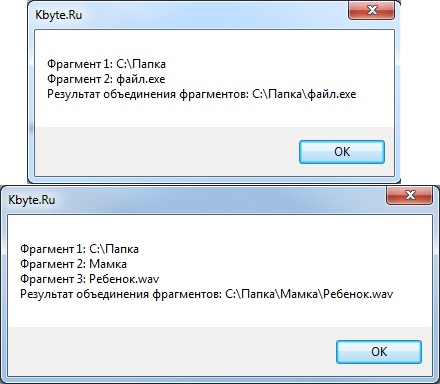 Kbyte.Ru
Фрагмент 1: C:\Папка
Фрагмент 2: файл.exe
Результат объединения фрагментов: C:\Папка\файл.exe
OK
Kbyte.Ru
Фрагмент 1: C:\Папка
Фрагмент 2: Мамка
Фрагмент 3: Ребенок.wav
Результат объединения фрагментов: C:\Папка\Мамка\Ребенок.wav
OK